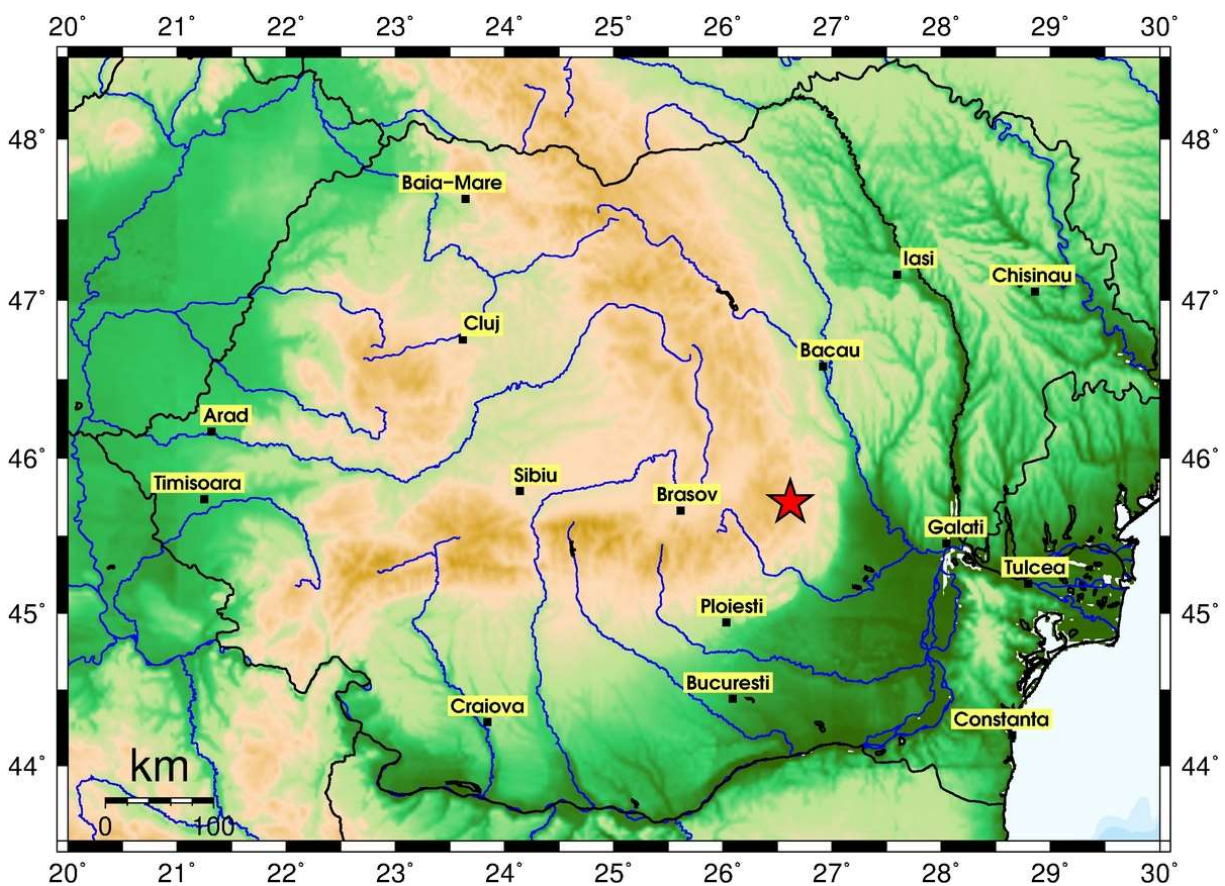 20° 21° 22° 23° 24° 25° 26° 27° 28° 29° 30°
48° 48°
Baia-Mare
Iasi
Chisinau
47° 47°
Cluj
Bacau
Arad
46° 46°
Timisoara
Sibiu
Brasov
Galati
Tulcea
45° 45°
Ploiesti
Bucuresti
Craiova
Constanta
44° 44°
km
0 100
20° 21° 22° 23° 24° 25° 26° 27° 28° 29° 30°